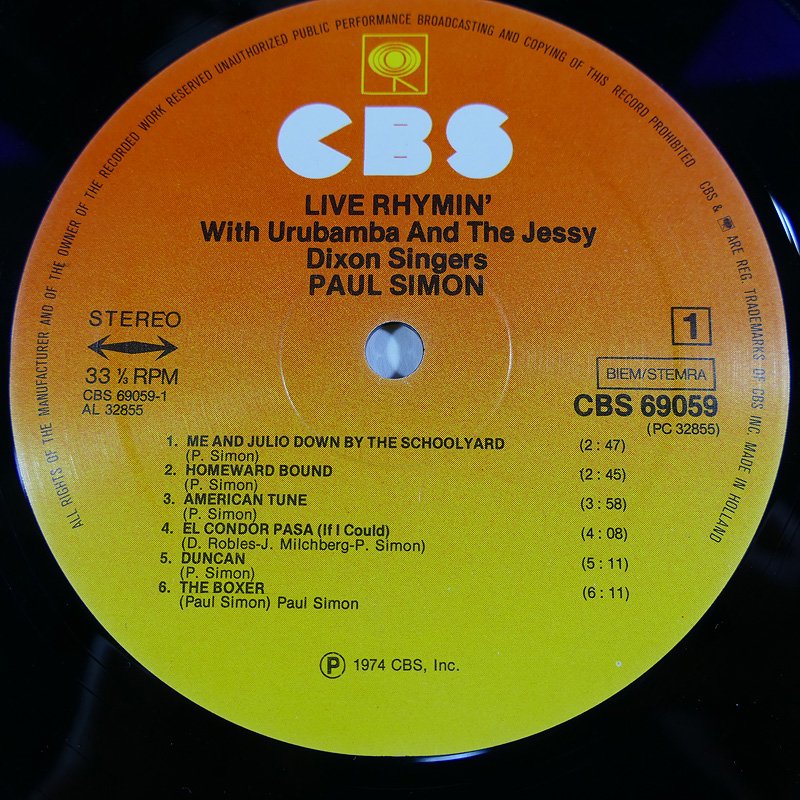 ALL RIGHTS OF THE MANUFACTURER AND OF THE OWNER OF THE RECORDED WORK RESERVED UNAUTHORIZED PUBLIC PERFORMANCE BROADCASTING AND COPYING OF THIS RECORD PROHIBITED CBS & ARE REG. TRADEMARKS OF CBS INC. MADE IN HOLLAND
CBS
LIVE RHYMIN'
With Urubamba And The Jessy
Dixon Singers
PAUL SIMON
STEREO
33 ⅓ RPM
CBS 69059-1
AL 32855
1
BIEM/STEMRA
CBS 69059
(PC 32855)
1. ME AND JULIO DOWN BY THE SCHOOLYARD (2 : 47)
(P. Simon)
2. HOMEWARD BOUND (2 : 45)
(P. Simon)
3. AMERICAN TUNE (3 : 58)
(P. Simon)
4. EL CONDOR PASA (If I Could) (4 : 08)
(D. Robles-J. Milchberg-P. Simon)
5. DUNCAN (5 : 11)
(P. Simon)
6. THE BOXER (6 : 11)
(Paul Simon) Paul Simon
Ⓟ 1974 CBS, Inc.